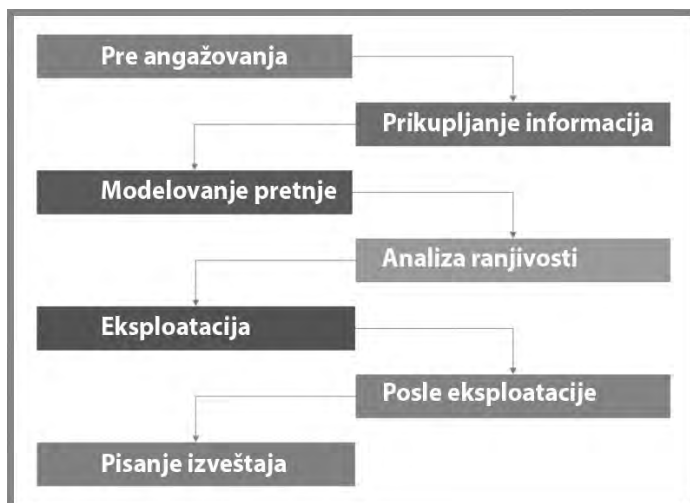 Pre angažovanja
Prikupljanje informacija
Modelovanje pretnje
Analiza ranjivosti
Eksploatacija
Posle eksploatacije
Pisanje izveštaja